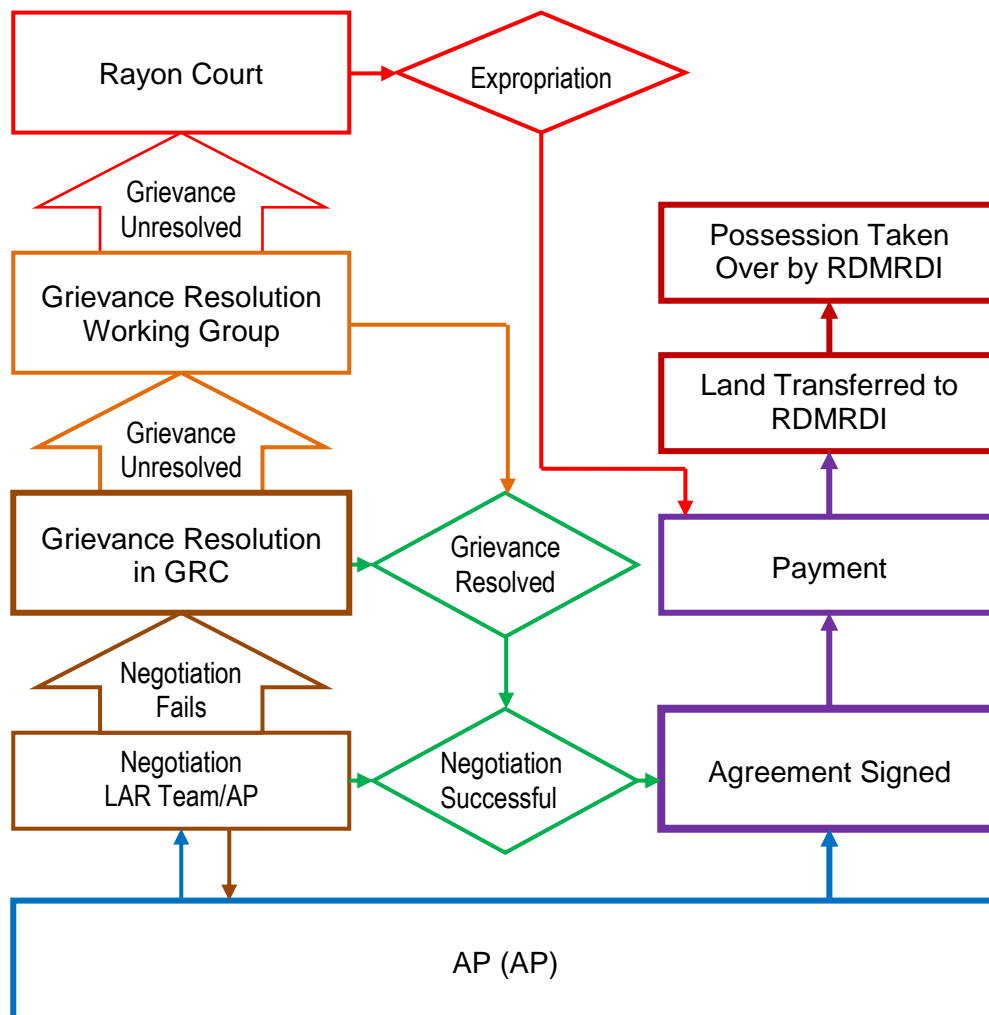 Rayon Court
Expropriation
Grievance
Unresolved
Possession Taken
Over by RDMRDI
Grievance Resolution
Working Group
Land Transferred to
RDMRDI
Grievance
Unresolved
Grievance Resolution
in GRC
Grievance
Resolved
Payment
Negotiation
Fails
Negotiation
LAR Team/AP
Negotiation
Successful
Agreement Signed
AP (AP)